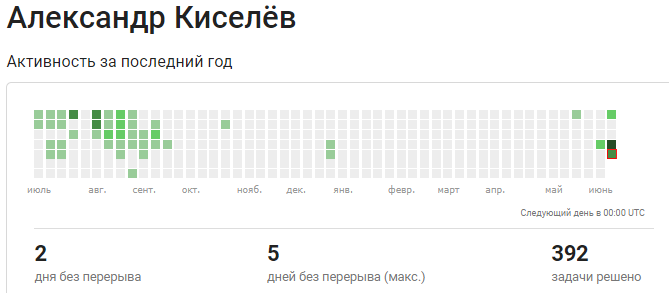 Александр Киселёв
Активность за последний год
июль авг. сент. окт. нояб. дек. янв. февр. март апр. май июнь
Следующий день в 00:00 UTC
2 5 392
дня без перерыва дней без перерыва (макс.) задачи решено